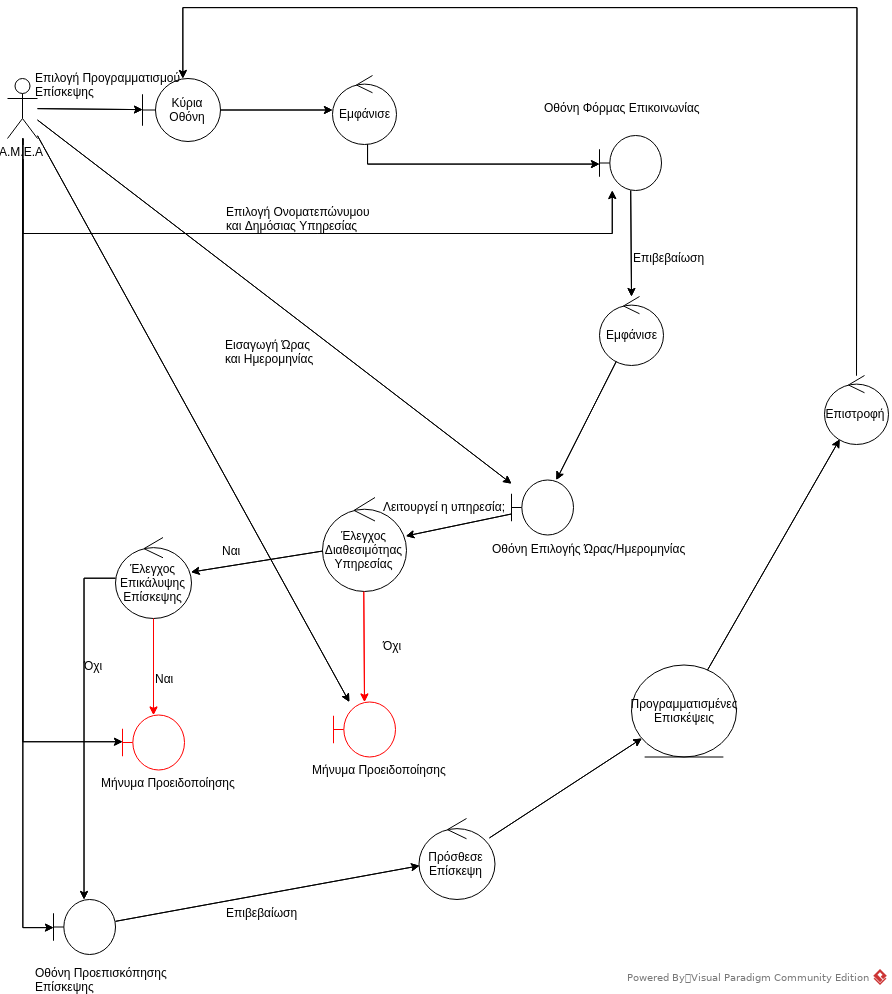 Επιλογή Προγραμματισμού
Επίσκεψης
Κύρια
Οθόνη
Εμφάνισε
Οθόνη Φόρμας Επικοινωνίας
Α.Μ.Ε.Α
Επιλογή Ονοματεπώνυμου
και Δημόσιας Υπηρεσίας
Επιβεβαίωση
Εμφάνισε
Εισαγωγή Ώρας
και Ημερομηνίας
Επιστροφή
Λειτουργεί η υπηρεσία;
Έλεγχος
Διαθεσιμότηας
Υπηρεσίας
Οθόνη Επιλογής Ώρας/Ημερομηνίας
Ναι
Έλεγχος
Επικάλυψης
Επίσκεψης
Όχι
Όχι
Ναι
Προγραμματισμένες
Επισκέψεις
Μήνυμα Προειδοποίησης
Μήνυμα Προειδοποίησης
Πρόσθεσε
Επίσκεψη
Επιβεβαίωση
Οθόνη Προεπισκόπησης
Επίσκεψης
Powered By Visual Paradigm Community Edition